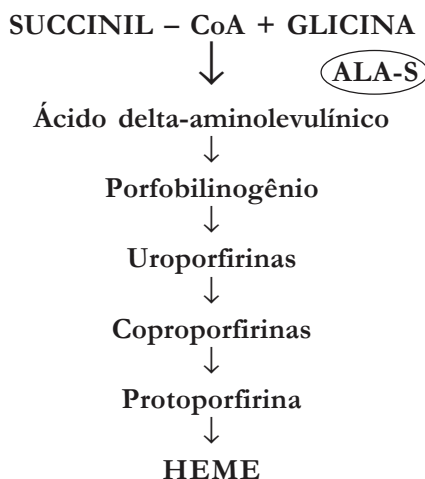 SUCCINIL – CoA + GLICINA
ALA-S
Ácido delta-aminolevulínico
Porfobilinogênio
Uroporfirinas
Coproporfirinas
Protoporfirina
HEME